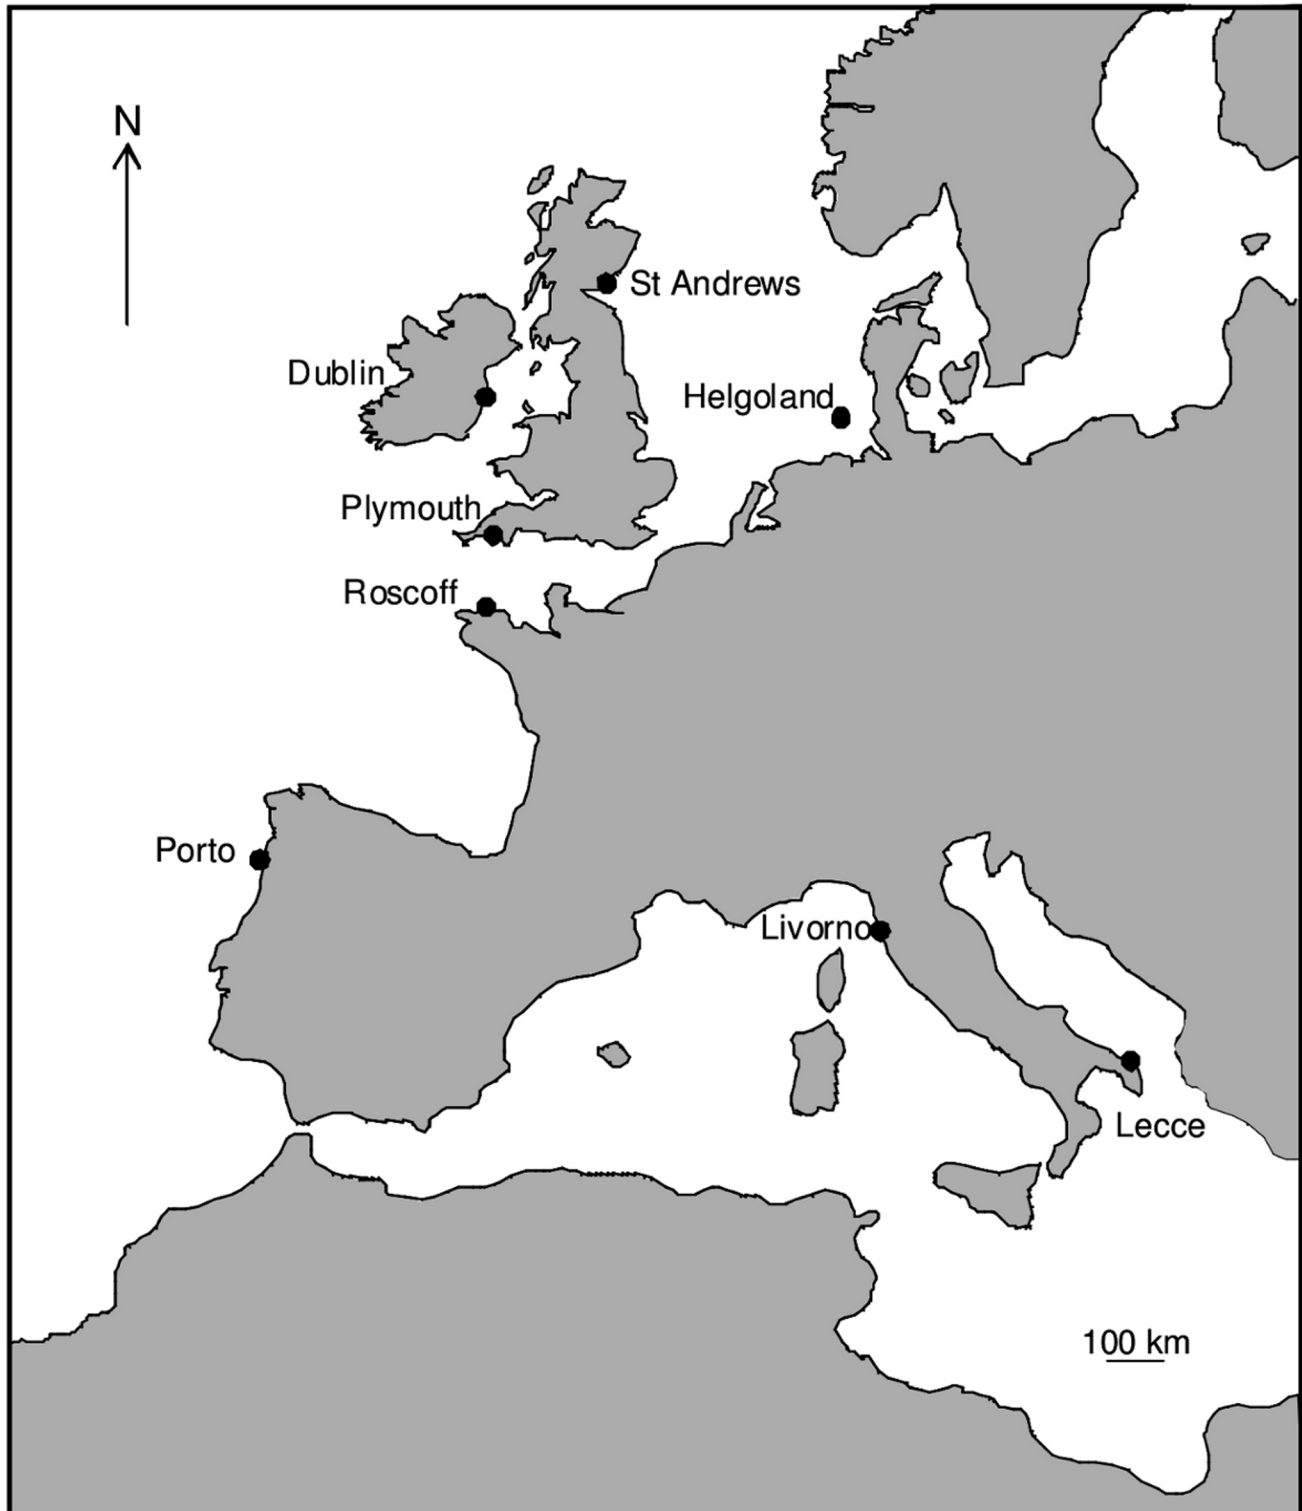 N
St Andrews
Dublin
Helgoland
Plymouth
Roscoff
Porto
Livorno
Lecce
100 km